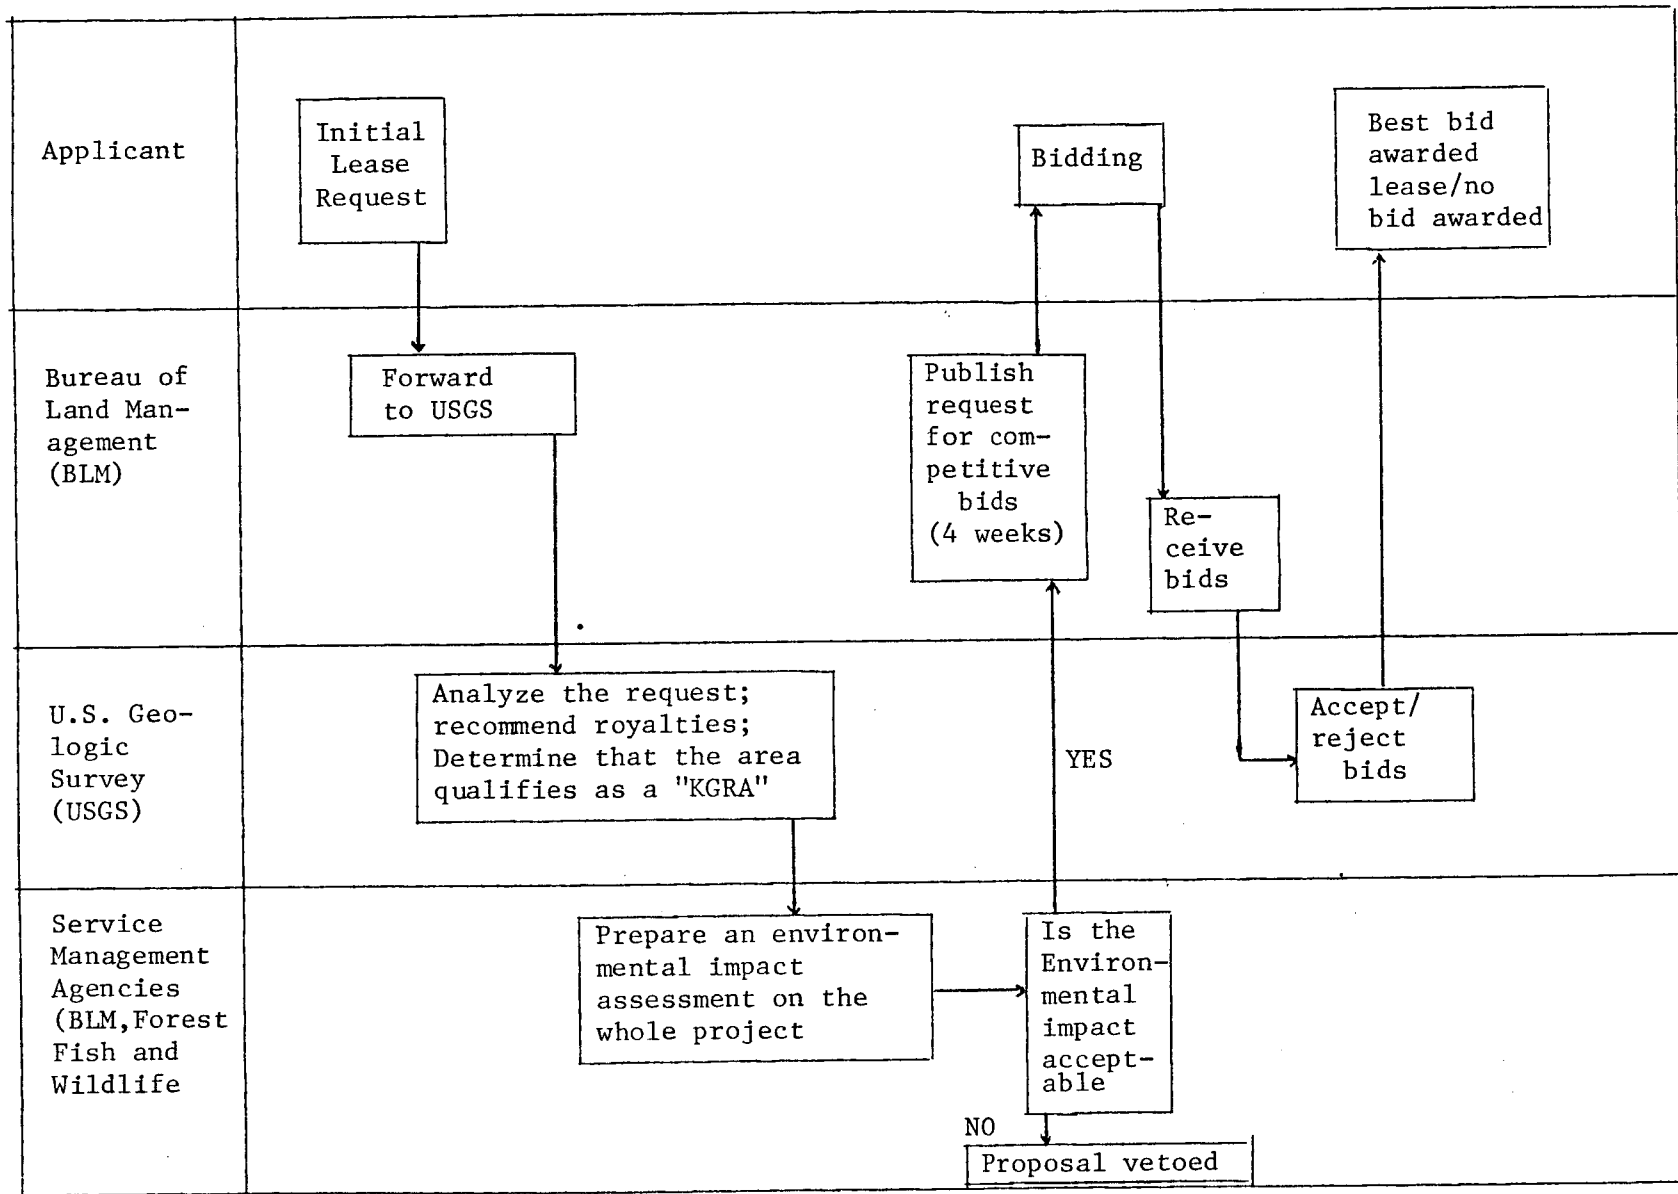 Applicant
Initial
Lease
Request
Bidding
Best bid
awarded
lease/no
bid awarded
Bureau of
Land Man-
agement
(BLM)
Forward
to USGS
Publish
request
for com-
petitive
bids
(4 weeks)
Re-
ceive
bids
U.S. Geo-
logic
Survey
(USGS)
Analyze the request;
recommend royalties;
Determine that the area
qualifies as a "KGRA"
YES
Accept/
reject
bids
Service
Management
Agencies
(BLM,Forest
Fish and
Wildlife
Prepare an environ-
mental impact
assessment on the
whole project
Is the
Environ-
mental
impact
accept-
able
NO
Proposal vetoed